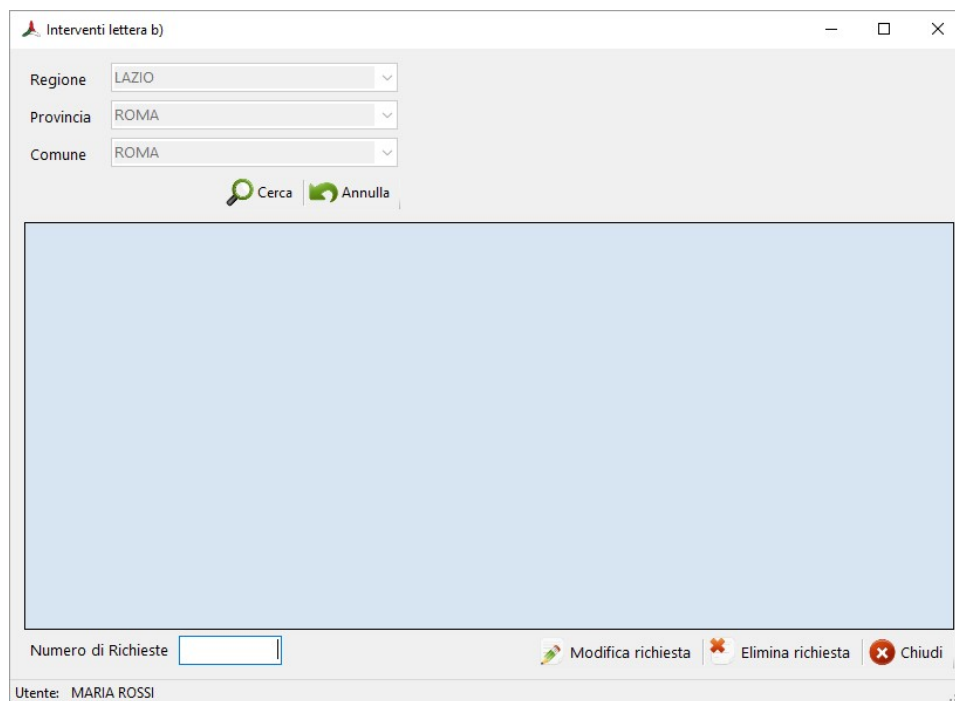 Interventi lettera b)
Regione LAZIO
Provincia ROMA
Comune ROMA
Cerca Annulla
Numero di Richieste Modifica richiesta Elimina richiesta Chiudi
Utente: MARIA ROSSI